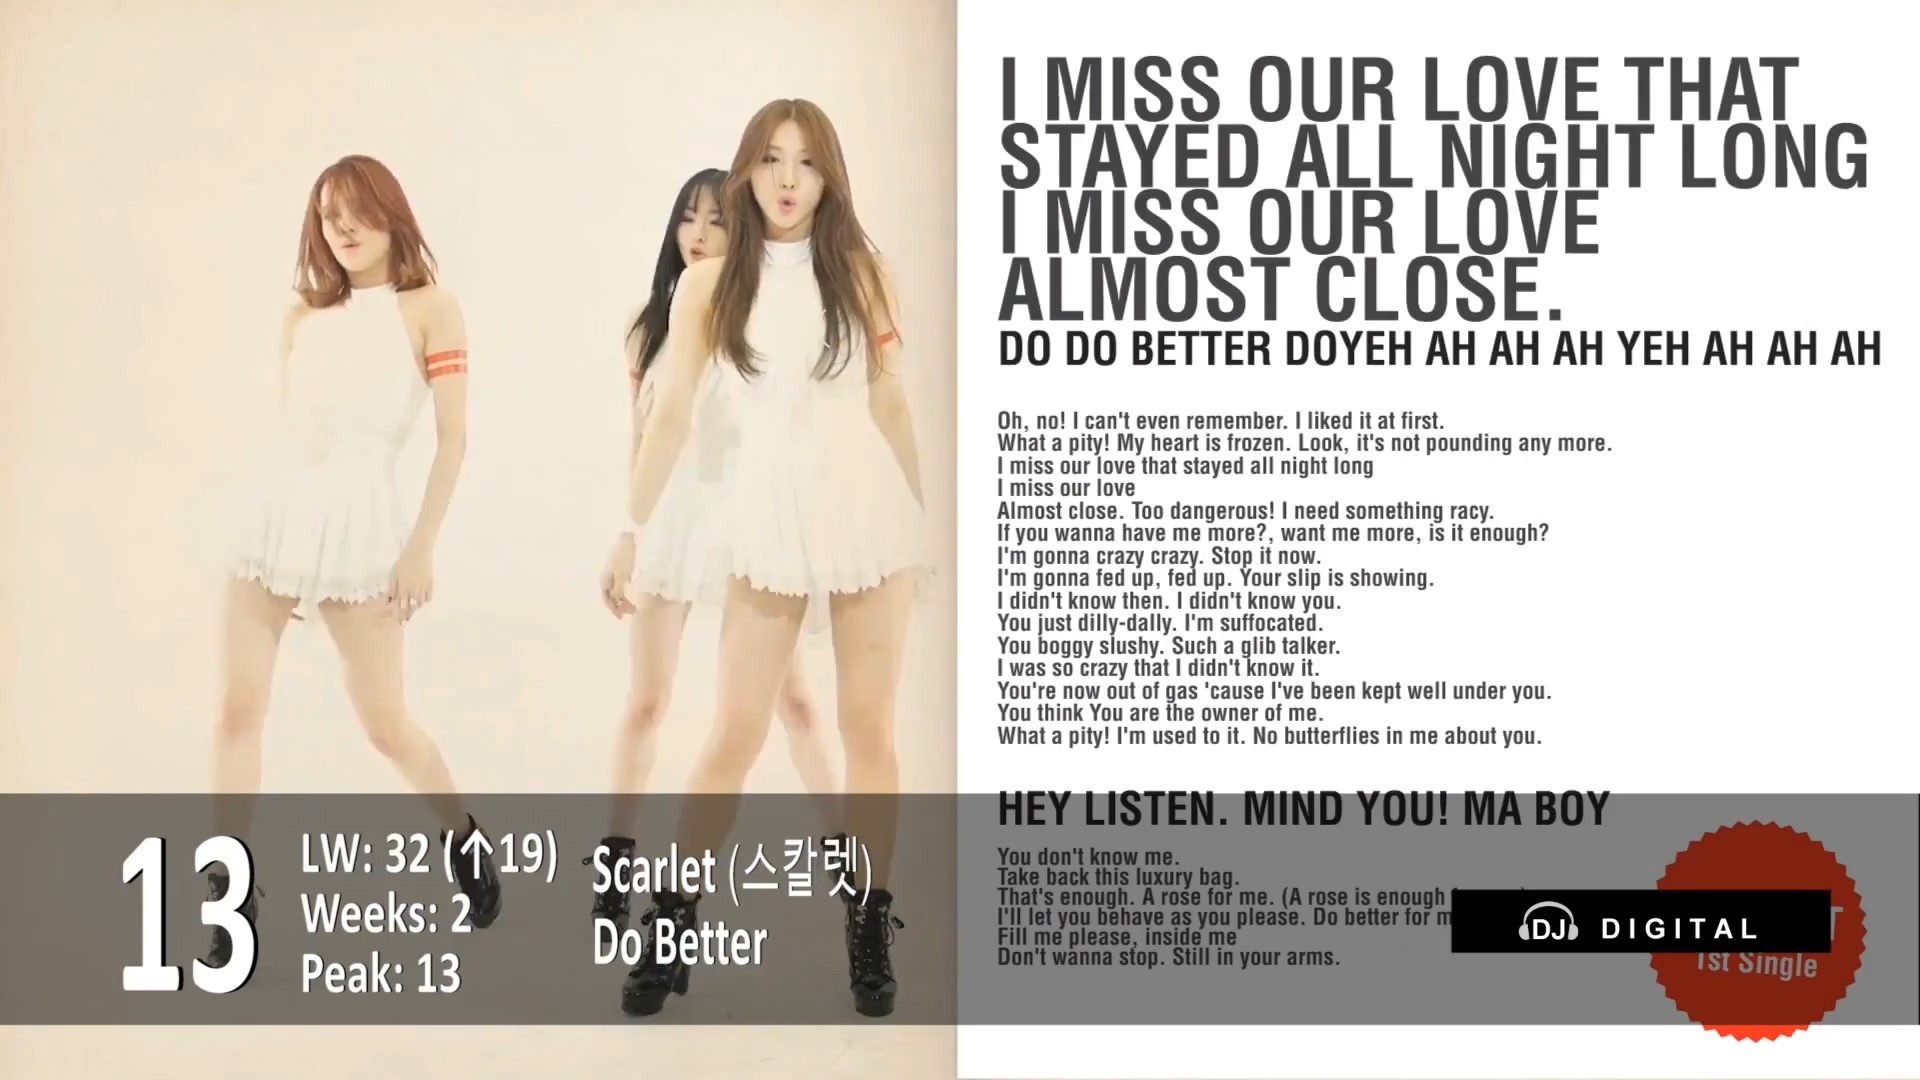 I MISS OUR LOVE THAT
STAYED ALL NIGHT LONG
I MISS OUR LOVE
ALMOST CLOSE.
DO DO BETTER DOYEH AH AH AH YEH AH AH AH
Oh, no! I can't even remember. I liked it at first.
What a pity! My heart is frozen. Look, it's not pounding any more.
I miss our love that stayed all night long
I miss our love
Almost close. Too dangerous! I need something racy.
If you wanna have me more?, want me more, is it enough?
I'm gonna crazy crazy. Stop it now.
I'm gonna fed up, fed up. Your slip is showing.
I didn't know then. I didn't know you.
You just dilly-dally. I'm suffocated.
You boggy slushy. Such a glib talker.
I was so crazy that I didn't know it.
You're now out of gas 'cause I've been kept well under you.
You think You are the owner of me.
What a pity! I'm used to it. No butterflies in me about you.
HEY LISTEN. MIND YOU! MA BOY
You don't know me.
Take back this luxury bag.
That's enough. A rose for me. (A rose is enough
I'll let you behave as you please. Do better for
Fill me please, inside me
Don't wanna stop. Still in your arms.
1st Single
DJ DIGITAL
13
LW: 32 (↑19)
Weeks: 2
Peak: 13
Scarlet (스칼렛)
Do Better